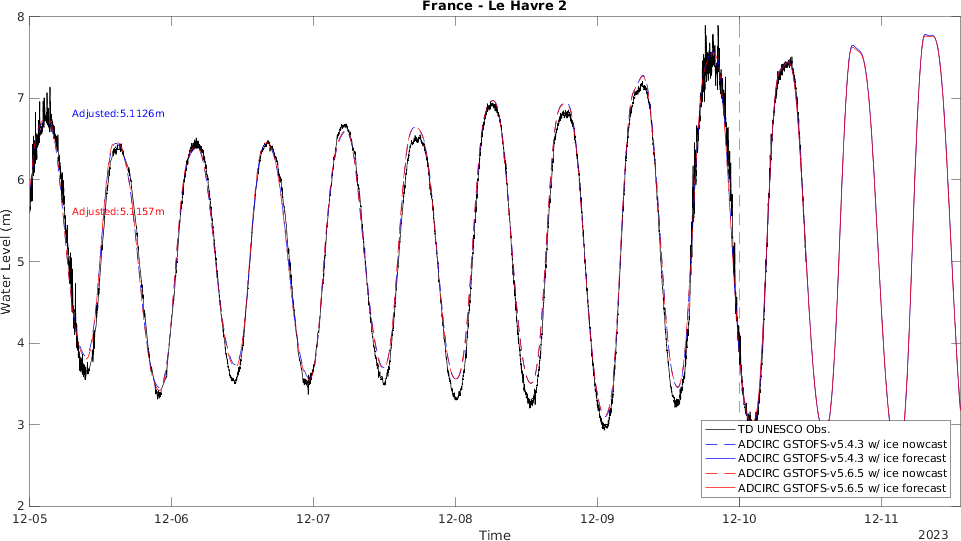 France - Le Havre 2
8
7
6
5
4
3
2
Water Level (m)
Adjusted:5.1126m
Adjusted:5.1157m
TD UNESCO Obs.
ADCIRC GSTOFS-v5.4.3 w/ ice nowcast
ADCIRC GSTOFS-v5.4.3 w/ ice forecast
ADCIRC GSTOFS-v5.6.5 w/ ice nowcast
ADCIRC GSTOFS-v5.6.5 w/ ice forecast
12-05 12-06 12-07 12-08 12-09 12-10 12-11
Time
2023